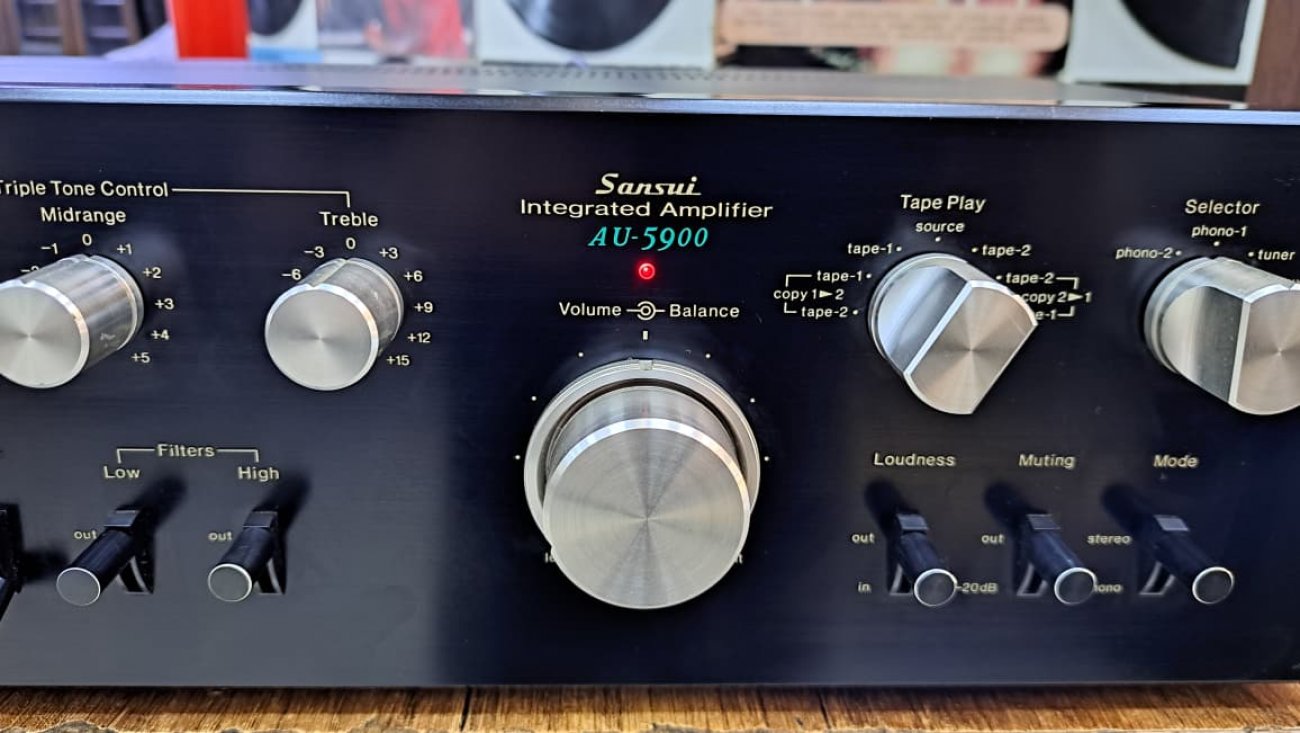 Triple Tone Control
Midrange
-1 0 +1
+2
+3
+4
+5
Treble
-3 0 +3
-6 +6
+9
+12
+15
Sansui
Integrated Amplifier
AU-5900
Volume Balance
Tape Play
source
tape-1 tape-2
tape-1 tape-2
copy 1►2 copy 2►1
tape-2
Selector
phono-1
phono-2 tuner
Filters
Low High
out out
Loudness Muting Mode
out out stereo
in -20dB